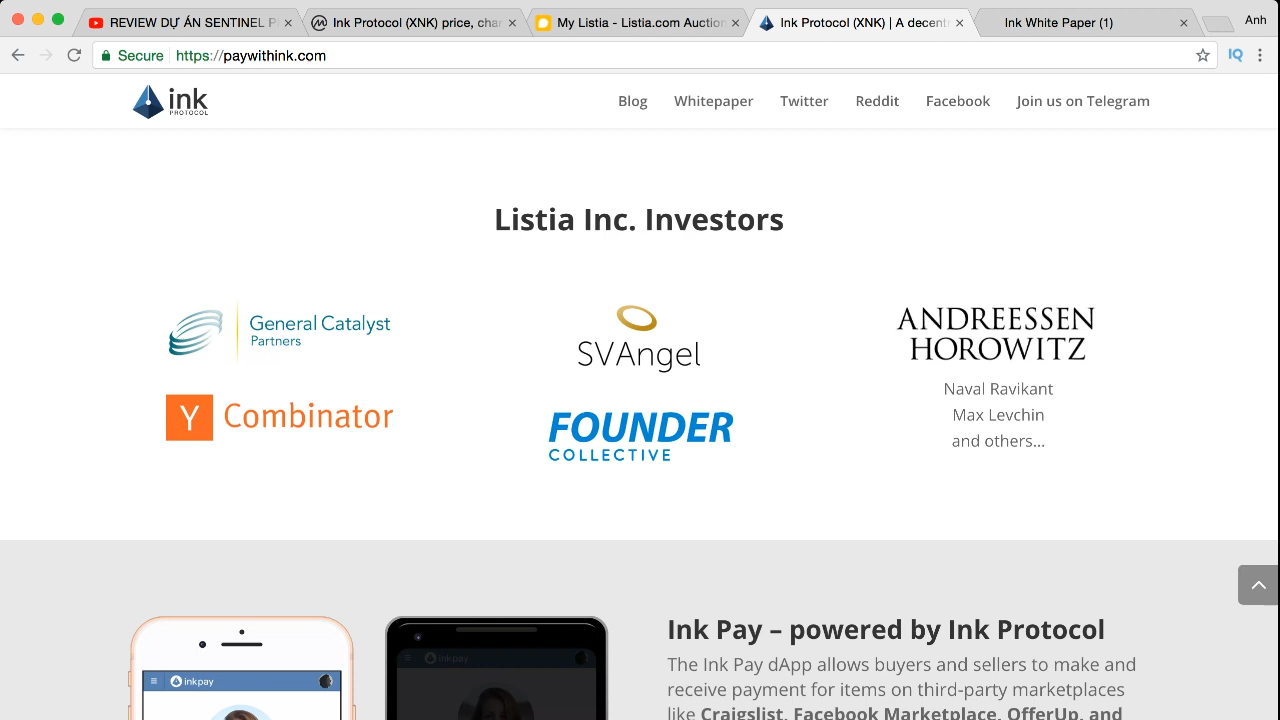 REVIEW DỰ ÁN SENTINEL P
Ink Protocol (XNK) price, char
My Listia - Listia.com Auction
Ink Protocol (XNK) | A decentr
Ink White Paper (1)
Anh
Secure
https://paywithink.com
IQ
ink
PROTOCOL
Blog
Whitepaper
Twitter
Reddit
Facebook
Join us on Telegram
Listia Inc. Investors
General Catalyst
Partners
SVAngel
ANDREESSEN
HOROWITZ
Y Combinator
FOUNDER
COLLECTIVE
Naval Ravikant
Max Levchin
and others...
inkpay
inkpay
Ink Pay – powered by Ink Protocol
The Ink Pay dApp allows buyers and sellers to make and
receive payment for items on third-party marketplaces
like Craigslist, Facebook Marketplace, OfferUp, and